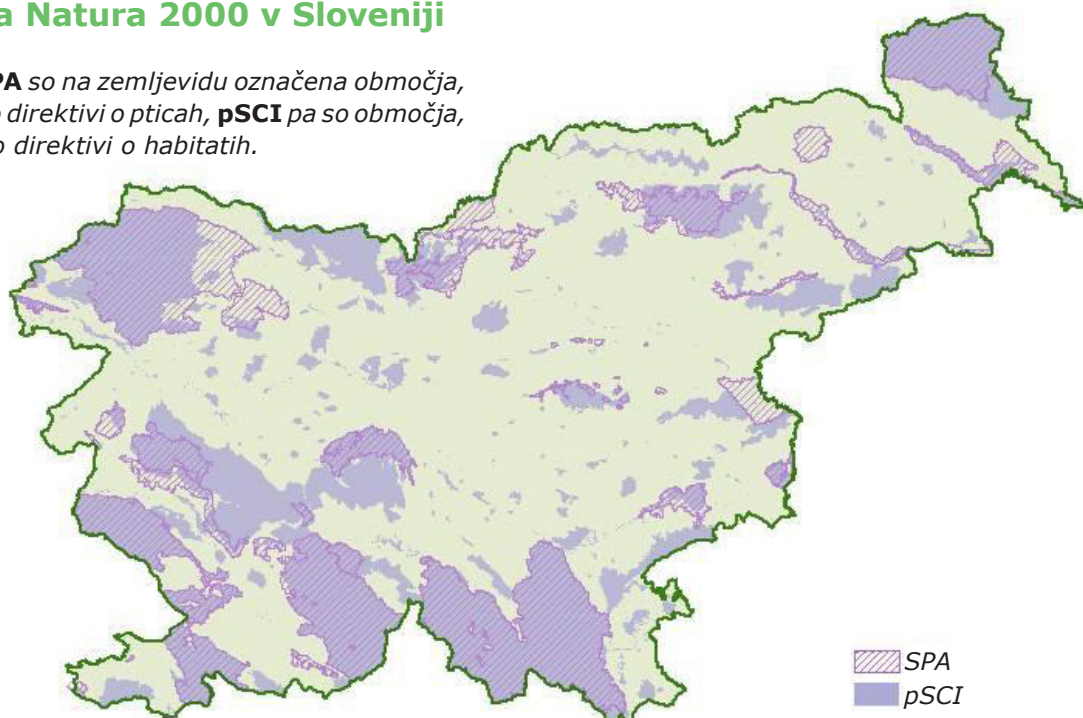 a Natura 2000 v Sloveniji
PA so na zemljevidu označena območja,
direktivi o pticah, pSCI pa so območja,
direktivi o habitatih.
SPA
pSCI